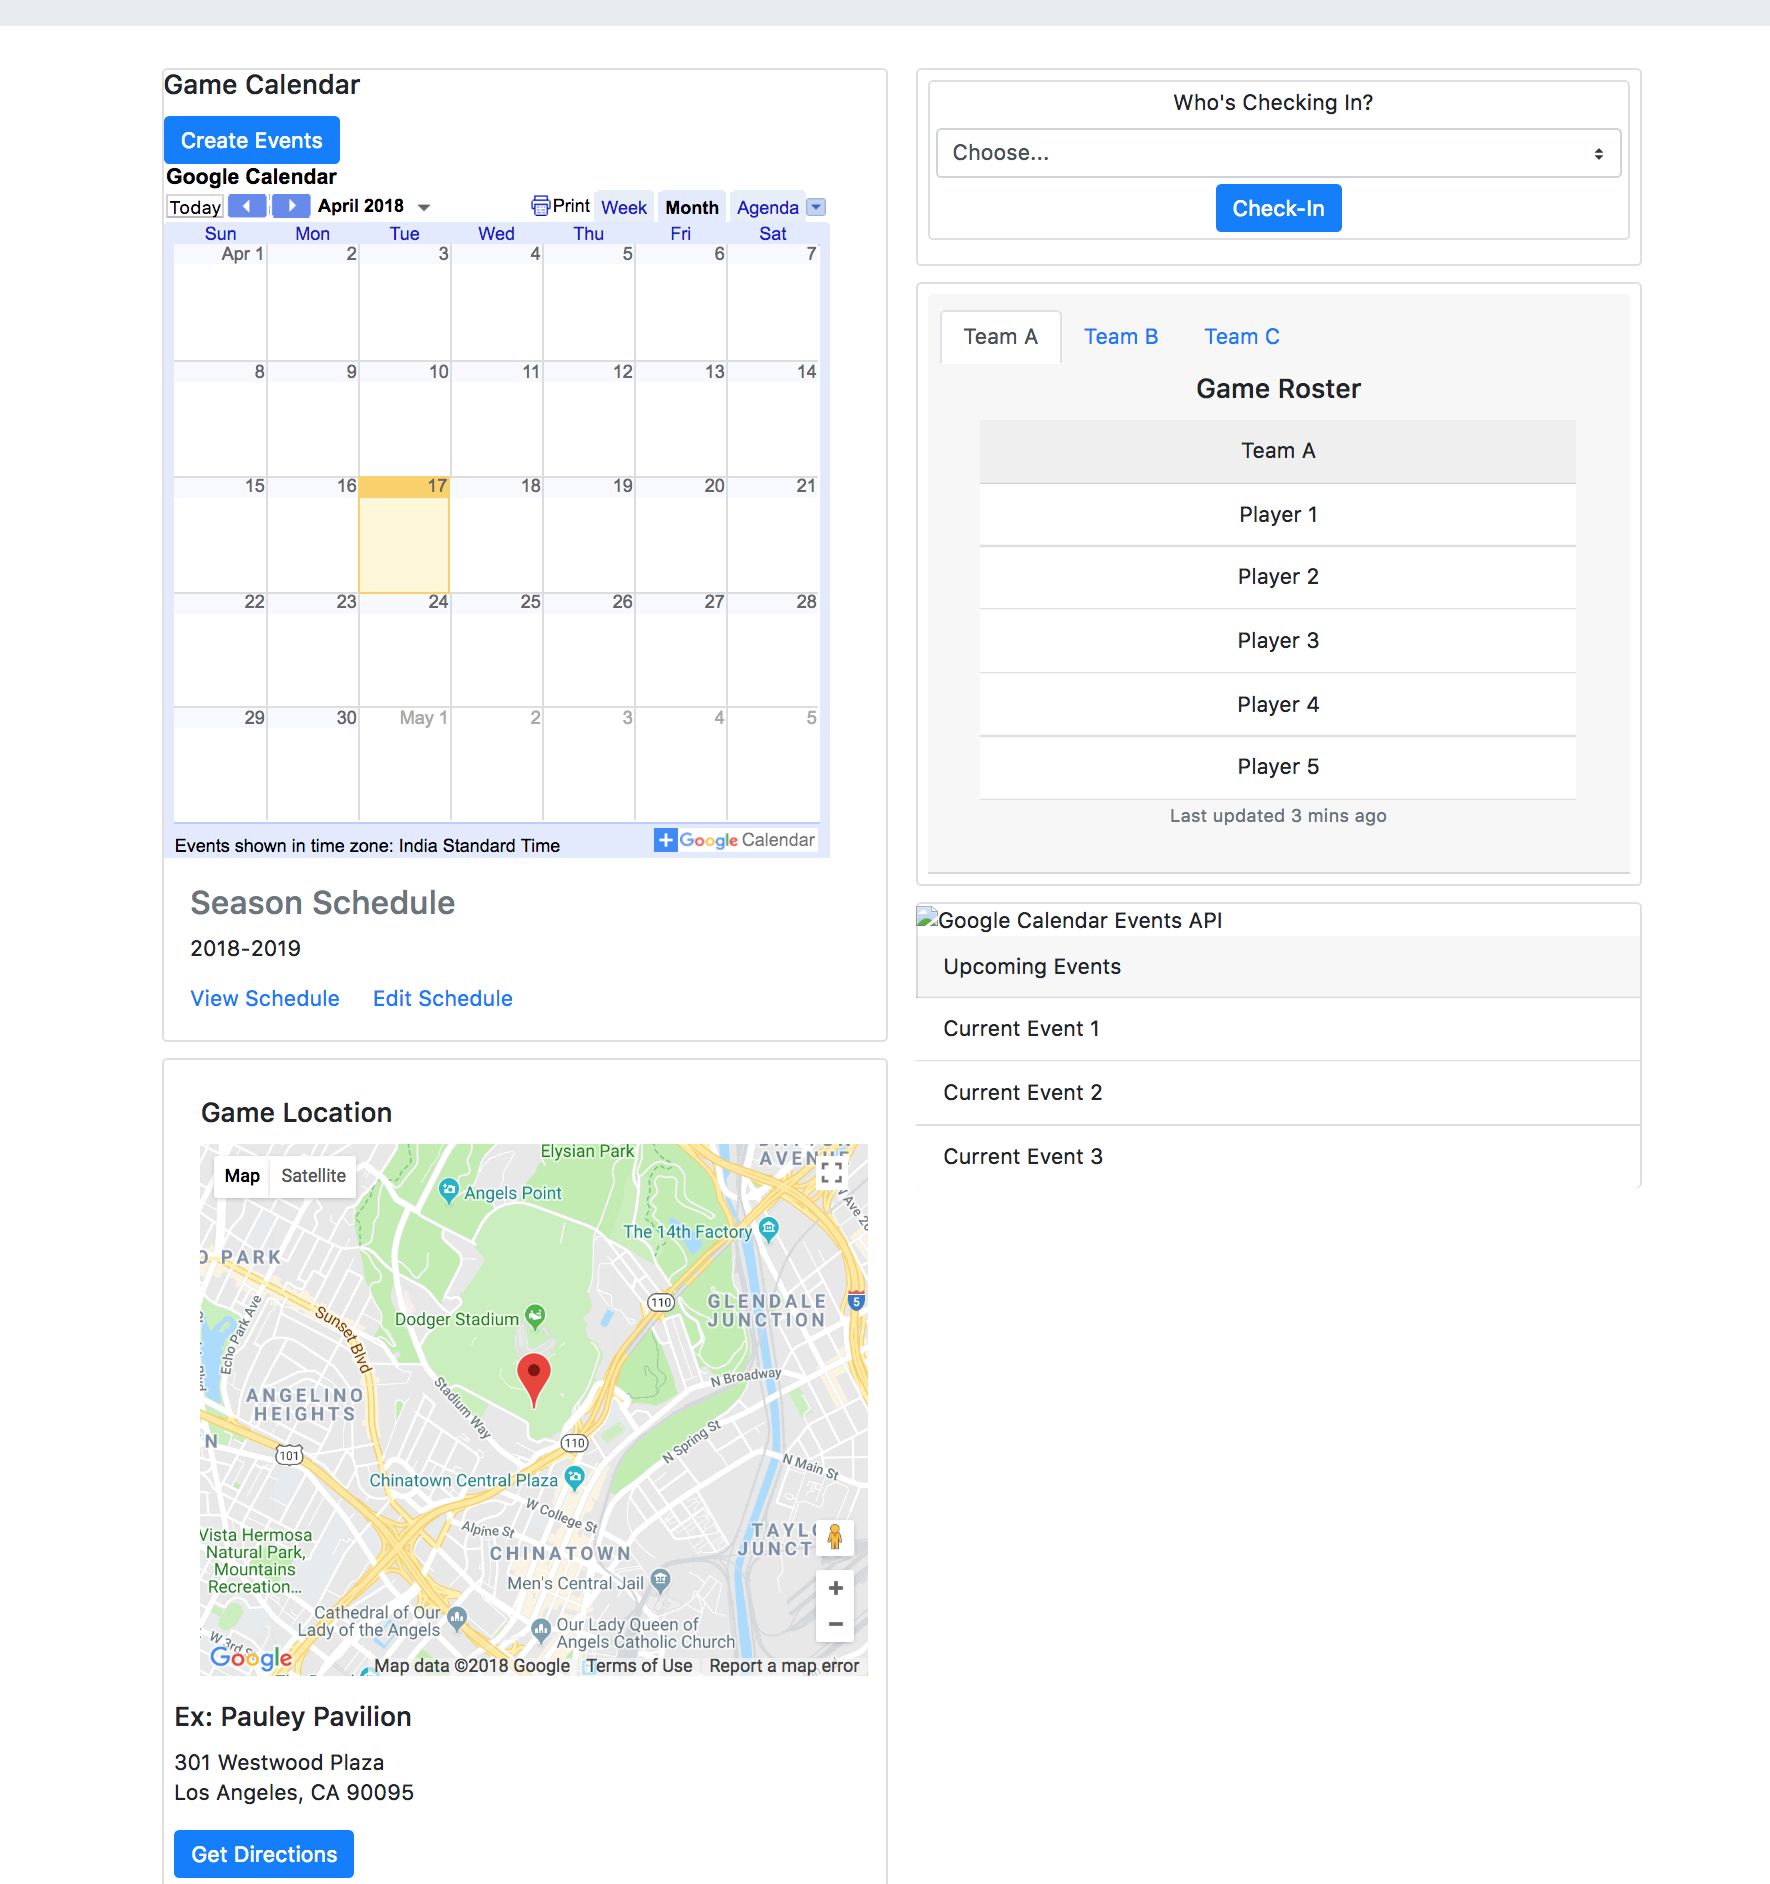 Game Calendar
Create Events
Google Calendar
Today April 2018 Print Week Month Agenda
Sun Mon Tue Wed Thu Fri Sat
Apr 1 2 3 4 5 6 7
8 9 10 11 12 13 14
15 16 17 18 19 20 21
22 23 24 25 26 27 28
29 30 May 1 2 3 4 5
Events shown in time zone: India Standard Time
Google Calendar
Season Schedule
2018-2019
View Schedule Edit Schedule
Game Location
Map Satellite
Elysian Park
AVENUE
Angels Point
The 14th Factory
O PARK
Echo Park Ave
Sunset Blvd
Dodger Stadium
110
GLENDALE
JUNCTION
5
N Broadway
ANGELINO
HEIGHTS
Stadium Way
N
101
110
N Spring St
N Main St
Chinatown Central Plaza
W College St
Alpine St
CHINATOWN
TAYL
JUNCT
Vista Hermosa
Natural Park,
Mountains
Recreation...
Men's Central Jail
Cathedral of Our
Lady of the Angels
Our Lady Queen of
Angels Catholic Church
W 3rd S
Google
Map data ©2018 Google Terms of Use Report a map error
Ex: Pauley Pavilion
301 Westwood Plaza
Los Angeles, CA 90095
Get Directions
Who's Checking In?
Choose...
Check-In
Team A Team B Team C
Game Roster
Team A
Player 1
Player 2
Player 3
Player 4
Player 5
Last updated 3 mins ago
Google Calendar Events API
Upcoming Events
Current Event 1
Current Event 2
Current Event 3